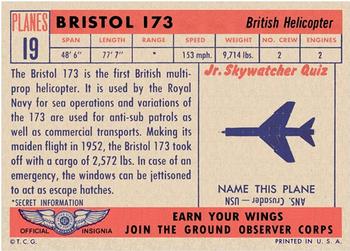 PLANES
19
BRISTOL 173
British Helicopter
SPAN LENGTH RANGE SPEED WEIGHT NO. CREW ENGINES
48' 6" 77' 7" * 153 mph. 9,714 lbs. 2 2
The Bristol 173 is the first British multi-
prop helicopter. It is used by the Royal
Navy for sea operations and variations of
the 173 are used for anti-sub patrols as
well as commercial transports. Making its
maiden flight in 1952, the Bristol 173 took
off with a cargo of 2,572 lbs. In case of an
emergency, the windows can be jettisoned
to act as escape hatches.
*SECRET INFORMATION
Jr. Skywatcher Quiz
NAME THIS PLANE
ANS. Crusader
USN
OFFICIAL INSIGNIA
EARN YOUR WINGS
JOIN THE GROUND OBSERVER CORPS
© T.C.G.
PRINTED IN U.S.A.